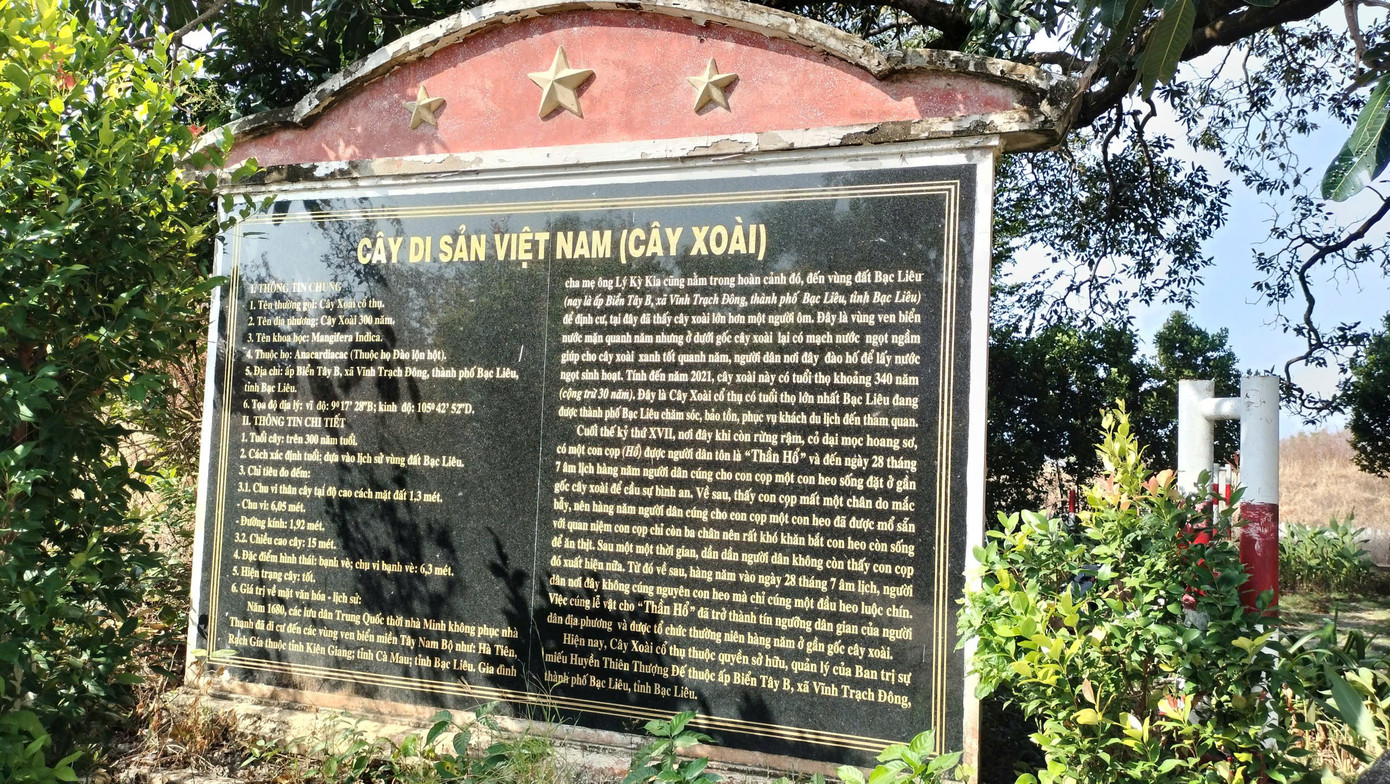 CÂY DI SẢN VIỆT NAM (CÂY XOÀI)
I. THÔNG TIN CHUNG
1. Tên thường gọi: Cây Xoài cổ thụ.
2. Tên địa phương: Cây Xoài 300 năm.
3. Tên khoa học: Mangifera Indica.
4. Thuộc họ: Anacardiacac (Thuộc họ Đào lộn hột).
5. Địa chỉ: ấp Biển Tây B, xã Vĩnh Trạch Đông, thành phố Bạc Liêu,
tỉnh Bạc Liêu.
6. Tọa độ địa lý: vĩ độ: 9⁰17' 28"B; kinh độ: 105⁰ 42' 52"D.
II. THÔNG TIN CHI TIẾT
1. Tuổi cây: trên 300 năm tuổi.
2. Cách xác định tuổi: dựa vào lịch sử vùng đất Bạc Liêu.
3. Chỉ tiêu đo đếm:
3.1. Chu vi thân cây tại độ cao cách mặt đất 1,3 mét.
- Chu vi: 6,05 mét.
- Đường kính: 1,92 mét.
3.2. Chiều cao cây: 15 mét.
4. Đặc điểm hình thái: bạnh vè; chu vi bạnh vè: 6,3 mét.
5. Hiện trạng cây: tốt.
6. Giá trị về mặt văn hóa - lịch sử:
Năm 1680, các lưu dân Trung Quốc thời nhà Minh không phục nhà
Thanh đã di cư đến các vùng ven biển miền Tây Nam Bộ như: Hà Tiên,
Rạch Gía thuộc tỉnh Kiên Giang; tỉnh Cà Mau; tỉnh Bạc Liêu. Gia đình
cha mẹ ông Lý Kỳ Kía cũng nằm trong hoàn cảnh đó, đến vùng đất Bạc Liêu
(nay là ấp Biển Tây B, xã Vĩnh Trạch Đông, thành phố Bạc Liêu, tỉnh Bạc Liêu)
để định cư, tại đây đã thấy cây xoài lớn hơn một người ôm. Đây là vùng ven biển
nước mặn quanh năm nhưng ở dưới gốc cây xoài lại có mạch nước ngọt ngầm
giúp cho cây xoài xanh tốt quanh năm, người dân nơi đây đào hố để lấy nước
ngọt sinh hoạt. Tính đến năm 2021, cây xoài này có tuổi thọ khoảng 340 năm
(cộng trừ 30 năm). Đây là Cây Xoài cổ thụ có tuổi thọ lớn nhất Bạc Liêu đang
được thành phố Bạc Liêu chăm sóc, bảo tồn, phục vụ khách du lịch đến thăm quan.
Cuối thế kỷ thứ XVII, nơi đây khi còn rừng rậm, cỏ dại mọc hoang sơ,
có một con cọp (Hổ) được người dân tôn là "Thần Hổ" và đến ngày 28 tháng
7 âm lịch hàng năm người dân cúng cho con cọp một con heo sống đặt ở gần
gốc cây xoài để cầu sự bình an. Về sau, thấy con cọp mất một chân do mắc
bẫy, nên hàng năm người dân cúng cho con cọp một con heo đã được mổ sẵn
với quan niệm con cọp chỉ còn ba chân nên rất khó khăn bắt con heo còn sống
để ăn thịt. Sau một một thời gian, dần dần người dân không còn thấy con cọp
đó xuất hiện nữa. Từ đó về sau, hàng năm vào ngày 28 tháng 7 âm lịch, người
dân nơi đây không cúng nguyên con heo mà chỉ cúng một đầu heo luộc chín.
Việc cúng lễ vật cho "Thần Hổ" đã trở thành tín ngưỡng dân gian của người
dân địa phương và được tổ chức thường niên hàng năm ở gần gốc cây xoài.
Hiện nay, Cây Xoài cổ thụ thuộc quyền sở hữu, quản lý của Ban trị sự
miếu Huyền Thiên Thượng Đế thuộc ấp Biển Tây B, xã Vĩnh Trạch Đông,
thành phố Bạc Liêu, tỉnh Bạc Liêu.